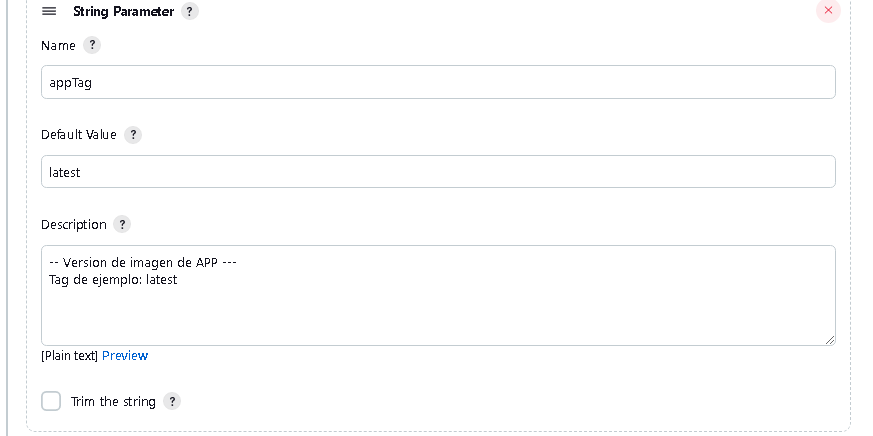 String Parameter ?
Name ?
appTag
Default Value ?
latest
Description ?
-- Version de imagen de APP ---
Tag de ejemplo: latest
[Plain text] Preview
Trim the string ?